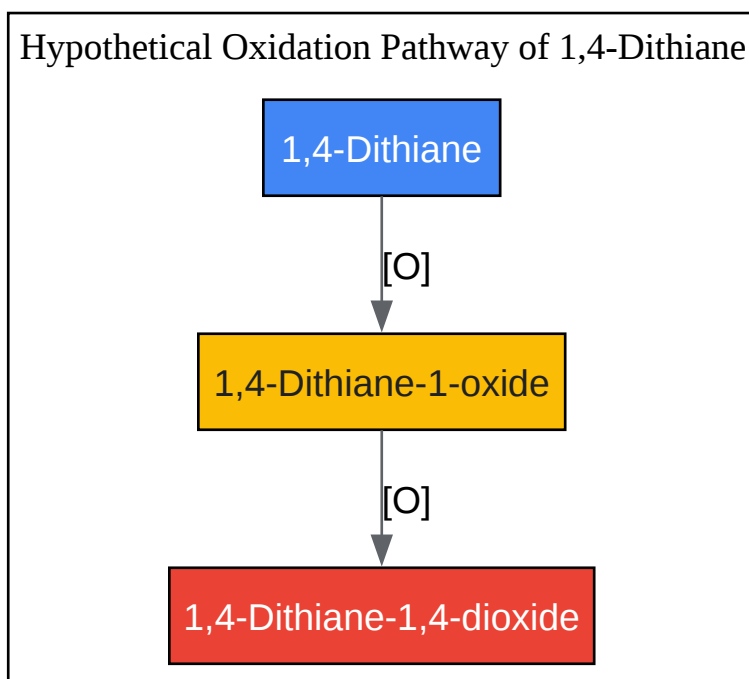 Hypothetical Oxidation Pathway of 1,4-Dithiane
1,4-Dithiane
[O]
1,4-Dithiane-1-oxide
[O]
1,4-Dithiane-1,4-dioxide